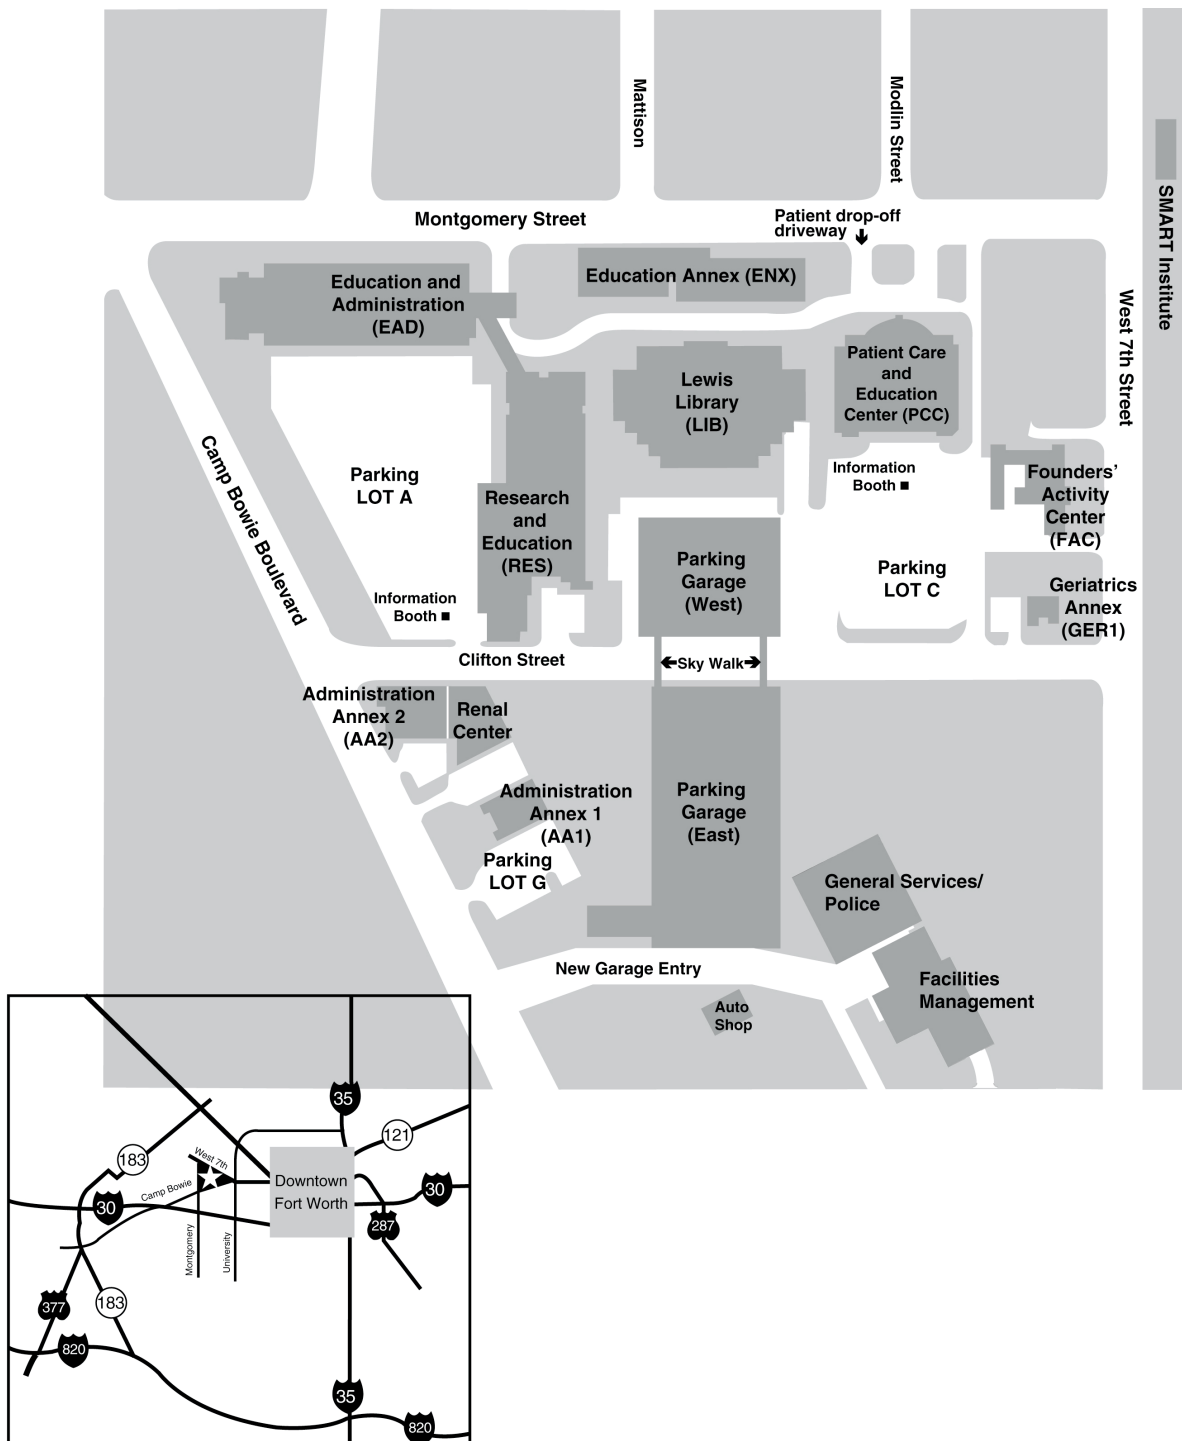 Mattison
Modlin Street
SMART Institute
Montgomery Street
Patient drop-off
driveway
Education and
Administration
(EAD)
Education Annex (ENX)
West 7th Street
Lewis
Library
(LIB)
Patient Care
and
Education
Center (PCC)
Camp Bowie Boulevard
Parking
LOT A
Research
and
Education
(RES)
Information
Booth
Founders’
Activity
Center
(FAC)
Parking
Garage
(West)
Parking
LOT C
Geriatrics
Annex
(GER1)
Information
Booth
Clifton Street
Sky Walk
Administration
Annex 2
(AA2)
Renal
Center
Administration
Annex 1
(AA1)
Parking
Garage
(East)
Parking
LOT G
General Services/
Police
New Garage Entry
Facilities
Management
Auto
Shop
35
121
183
West 7th
Camp Bowie
Downtown
Fort Worth
30
30
287
Montgomery
University
377
183
820
35
820